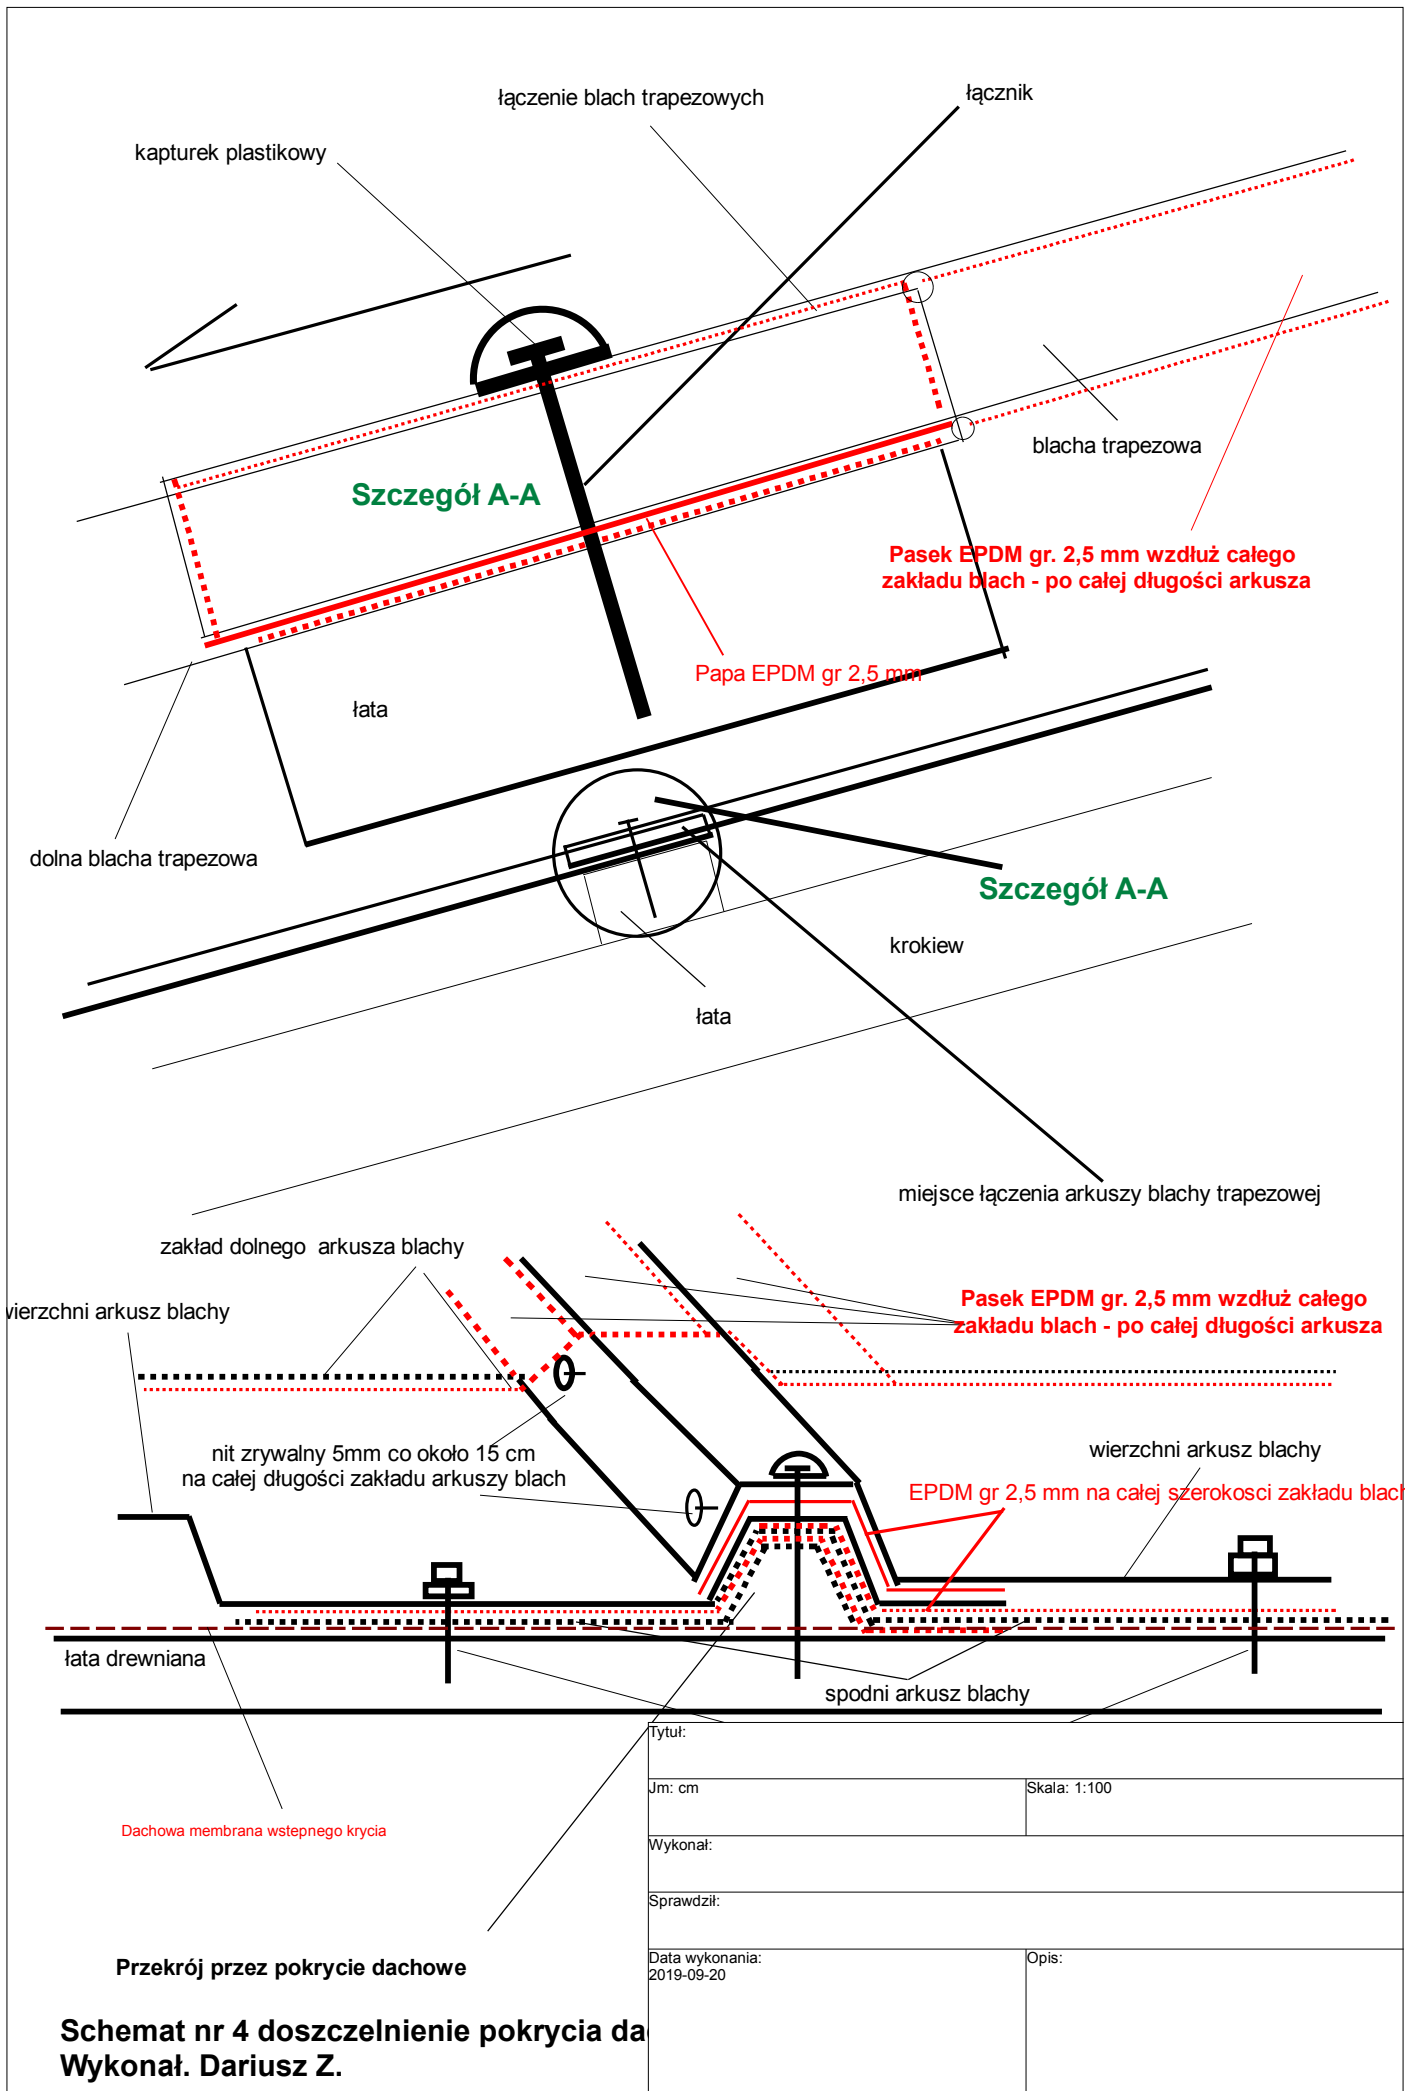 łączenie blach trapezowych
łącznik
kapturek plastikowy
blacha trapezowa
Szczegół A-A
Pasek EPDM gr. 2,5 mm wzdłuż całego
zakładu blach - po całej długości arkusza
Papa EPDM gr 2,5 mm
łata
dolna blacha trapezowa
Szczegół A-A
krokiew
łata
miejsce łączenia arkuszy blachy trapezowej
zakład dolnego arkusza blachy
wierzchni arkusz blachy
Pasek EPDM gr. 2,5 mm wzdłuż całego
zakładu blach - po całej długości arkusza
nit zrywalny 5mm co około 15 cm
na całej długości zakładu arkuszy blach
wierzchni arkusz blachy
EPDM gr 2,5 mm na całej szerokosci zakładu blach
łata drewniana
spodni arkusz blachy
Tytuł:
Jm: cm
Skala: 1:100
Dachowa membrana wstepnego krycia
Wykonał:
Sprawdził:
Data wykonania:
2019-09-20
Opis:
Przekrój przez pokrycie dachowe
Schemat nr 4 doszczelnienie pokrycia da
Wykonał. Dariusz Z.